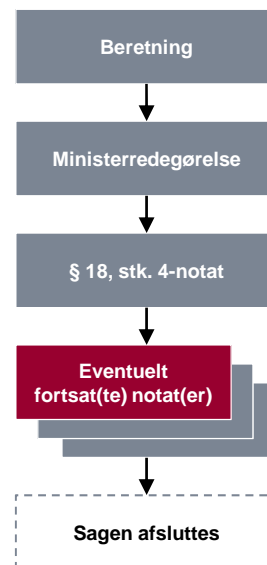 Beretning
Ministerredegørelse
§ 18, stk. 4-notat
Eventuelt
fortsat(te) notat(er)
Sagen afsluttes